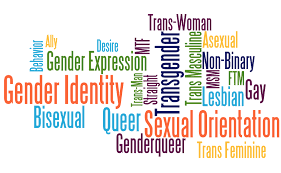 Trans-Woman
Ally
Behavior
Desire
MTF
Asexual
Gender Expression
Transgender
Trans Masculine
Non-Binary
Straight
Trans-Man
MSM
FTM
Gender Identity
Lesbian
Gay
Bisexual
Queer
Sexual Orientation
Genderqueer
Trans Feminine